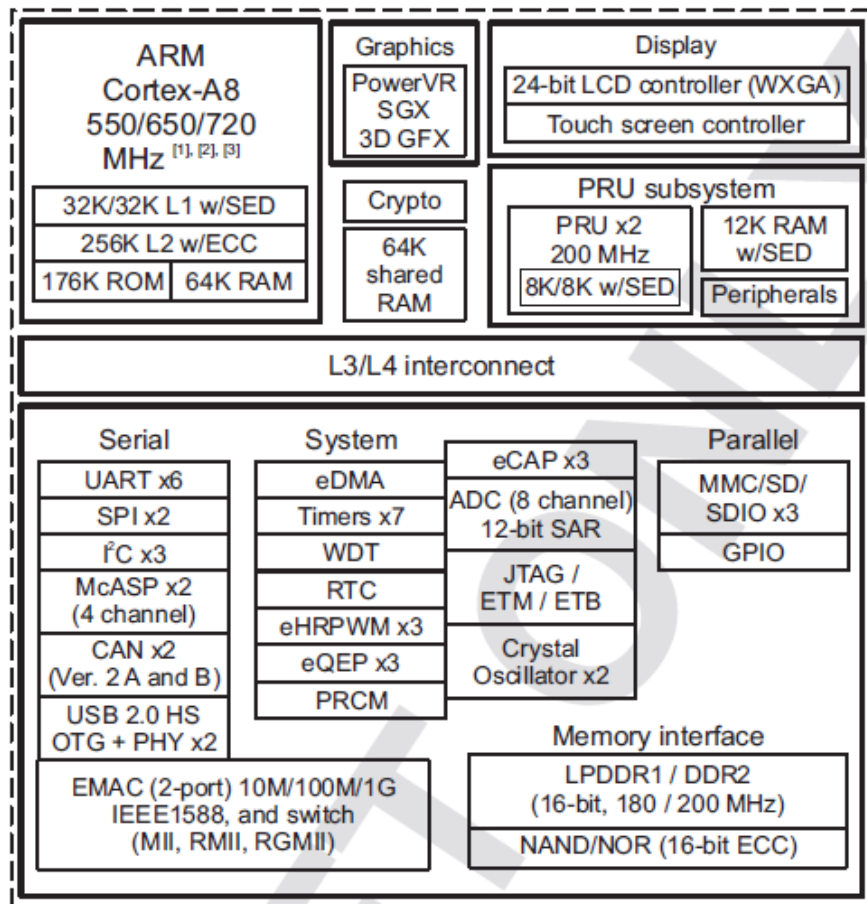 ARM
Cortex-A8
550/650/720
MHz [1], [2], [3]
32K/32K L1 w/SED
256K L2 w/ECC
176K ROM
64K RAM
Graphics
PowerVR
SGX
3D GFX
Crypto
64K
shared
RAM
Display
24-bit LCD controller (WXGA)
Touch screen controller
PRU subsystem
PRU x2
200 MHz
8K/8K w/SED
12K RAM
w/SED
Peripherals
L3/L4 interconnect
Serial
UART x6
SPI x2
I²C x3
McASP x2
(4 channel)
CAN x2
(Ver. 2 A and B)
USB 2.0 HS
OTG + PHY x2
EMAC (2-port) 10M/100M/1G
IEEE1588, and switch
(MII, RMII, RGMII)
System
eDMA
Timers x7
WDT
RTC
eHRPWM x3
eQEP x3
PRCM
eCAP x3
ADC (8 channel)
12-bit SAR
JTAG /
ETM / ETB
Crystal
Oscillator x2
Parallel
MMC/SD/
SDIO x3
GPIO
Memory interface
LPDDR1 / DDR2
(16-bit, 180 / 200 MHz)
NAND/NOR (16-bit ECC)
T ONLY